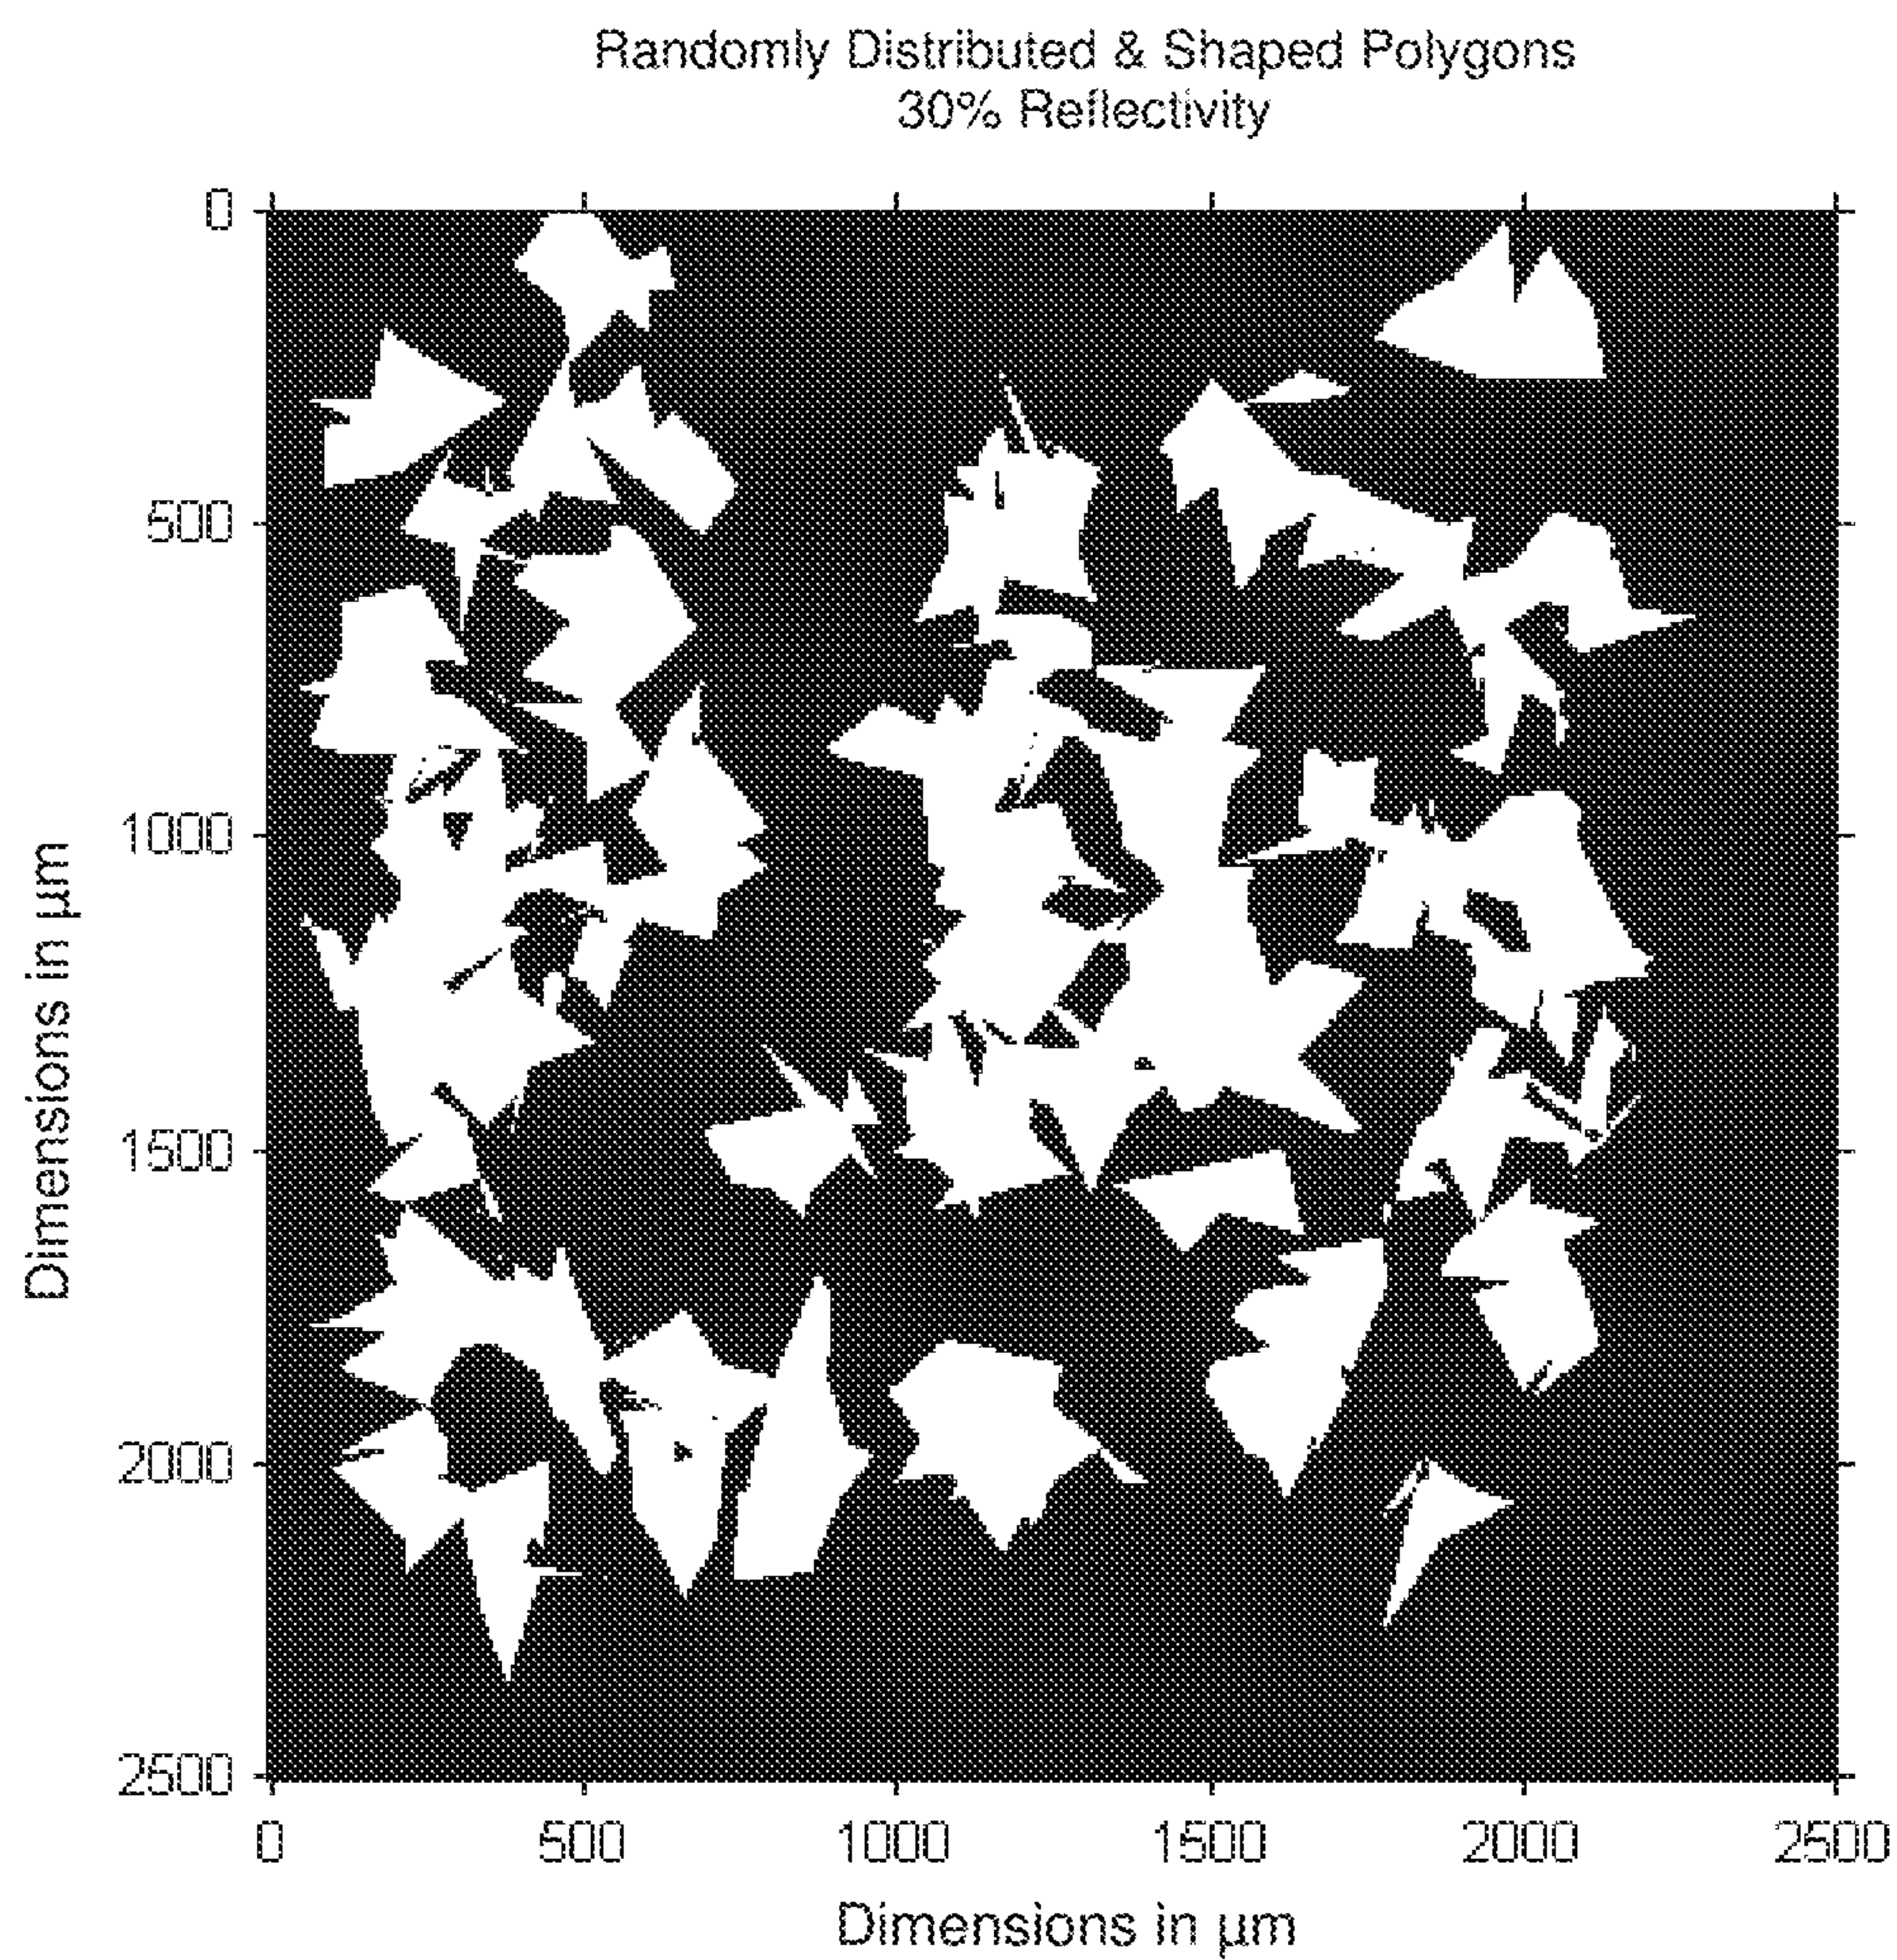 Randomly Distributed & Shaped Polygons
30% Reflectivity
0
500
1000
1500
2000
2500
Dimensions in µm
0 500 1000 1500 2000 2500
Dimensions in µm